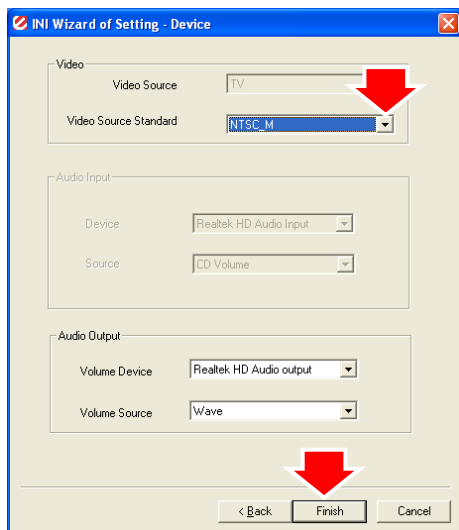 INI Wizard of Setting - Device
Video
Video Source TV
Video Source Standard NTSC_M
Audio Input
Device Realtek HD Audio Input
Source CD Volume
Audio Output
Volume Device Realtek HD Audio output
Volume Source Wave
< Back Finish Cancel